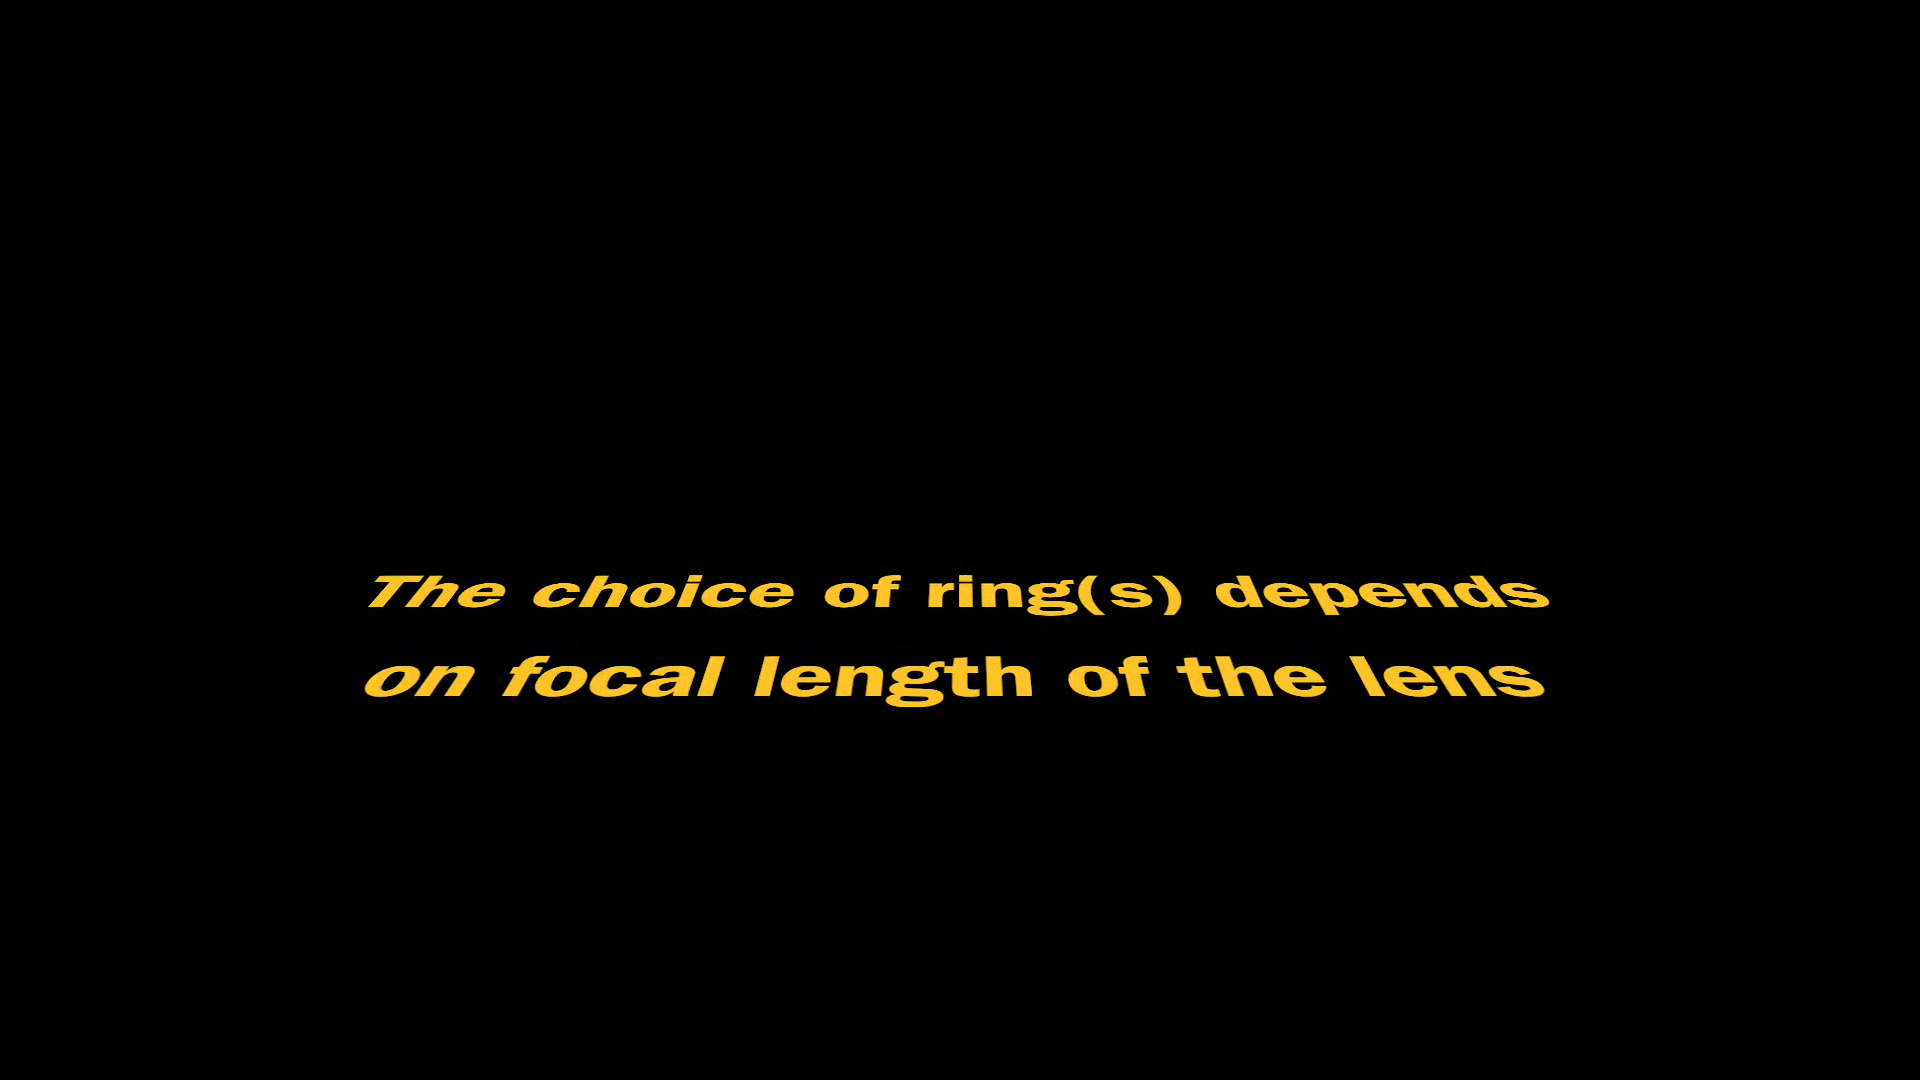 The choice of ring(s) depends
on focal length of the lens